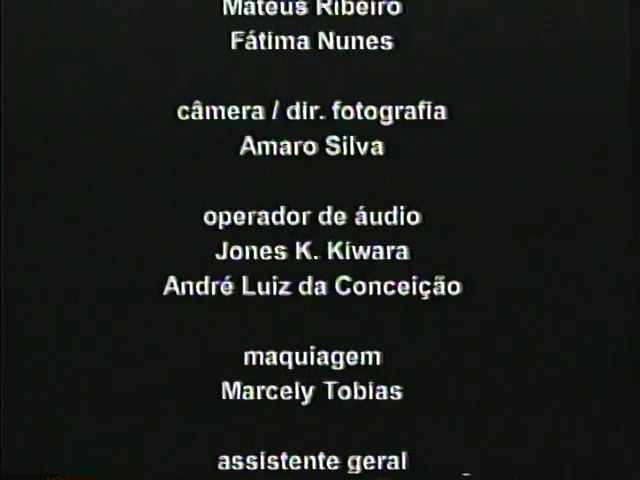 Mateus Ribeiro
Fátima Nunes
câmera / dir. fotografia
Amaro Silva
operador de áudio
Jones K. Kiwara
André Luiz da Conceição
maquiagem
Marcely Tobias
assistente geral